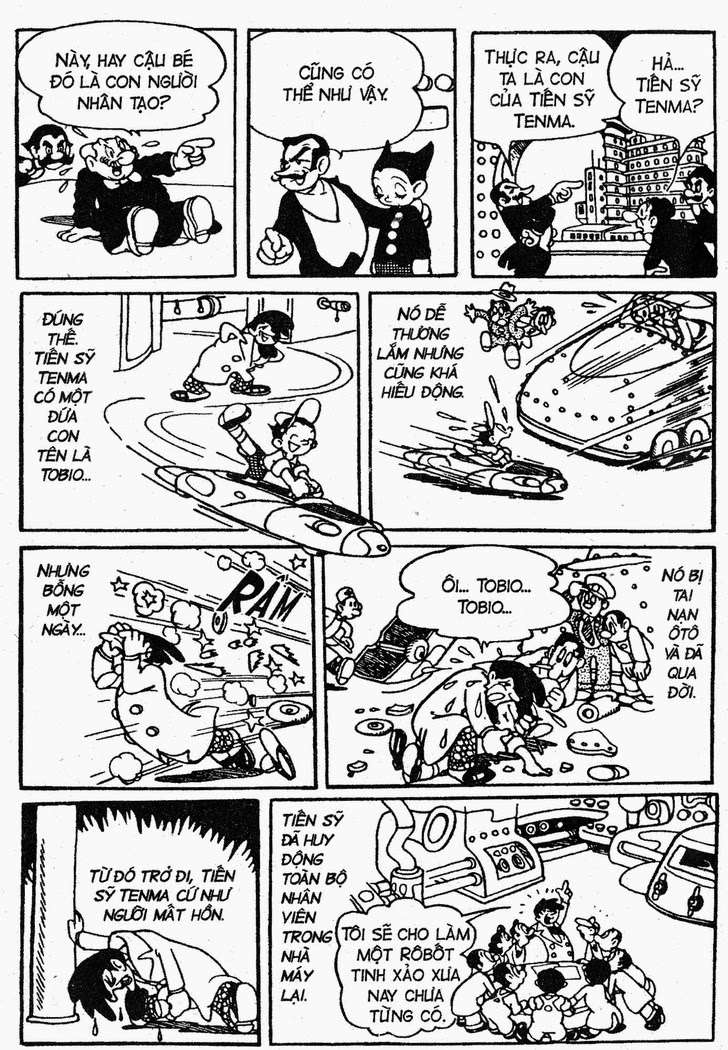 NÀY, HAY CẬU BÉ
ĐÓ LÀ CON NGƯỜI
NHÂN TẠO?
CŨNG CÓ
THỂ NHƯ VẬY.
THỰC RA, CẬU
TA LÀ CON
CỦA TIẾN SỸ
TENMA.
HẢ...
TIẾN SỸ
TENMA?
ĐÚNG
THẾ.
TIẾN SỸ
TENMA
CÓ MỘT
ĐỨA
CON
TÊN LÀ
TOBIO...
NÓ DỄ
THƯƠNG
LẮM NHƯNG
CŨNG KHÁ
HIẾU ĐỘNG.
NHƯNG
BỖNG
MỘT
NGÀY...
RẦM
ÔI... TOBIO...
TOBIO...
NÓ BỊ
TAI
NẠN
ÔTÔ
VÀ ĐÃ
QUA
ĐỜI.
TỪ ĐÓ TRỞ ĐI, TIẾN
SỸ TENMA CỨ NHƯ
NGƯỜI MẤT HỒN.
TIẾN SỸ
ĐÃ HUY
ĐỘNG
TOÀN BỘ
NHÂN
VIÊN
TRONG
NHÀ
MÁY
LẠI.
TÔI SẼ CHO LÀM
MỘT RÔBỐT
TINH XẢO XƯA
NAY CHƯA
TỪNG CÓ.